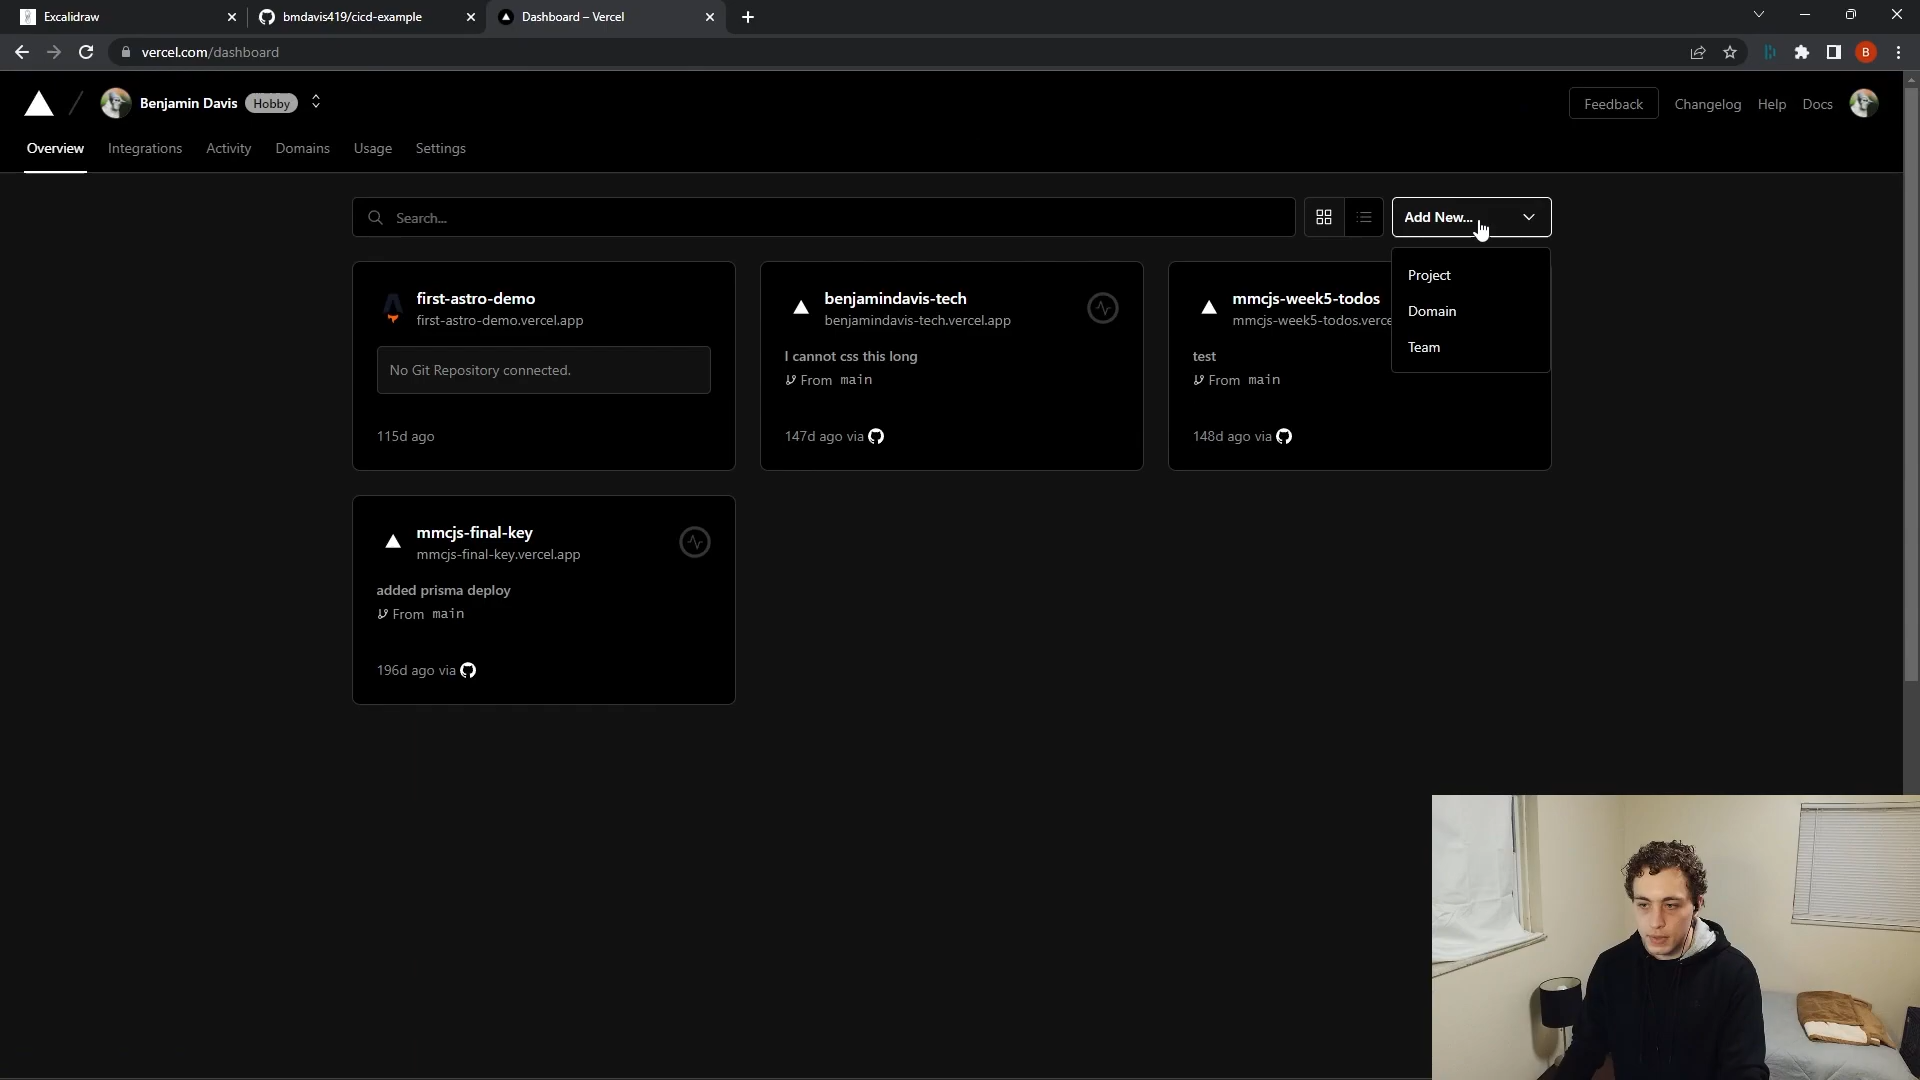 Excalidraw
bmdavis419/cicd-example
Dashboard – Vercel
vercel.com/dashboard
B
Benjamin Davis
Hobby
Feedback
Changelog
Help
Docs
Overview
Integrations
Activity
Domains
Usage
Settings
Search...
Add New...
Project
Domain
Team
first-astro-demo
first-astro-demo.vercel.app
No Git Repository connected.
115d ago
benjamindavis-tech
benjamindavis-tech.vercel.app
I cannot css this long
From main
147d ago via
mmcjs-week5-todos
mmcjs-week5-todos.verce
test
From main
148d ago via
mmcjs-final-key
mmcjs-final-key.vercel.app
added prisma deploy
From main
196d ago via